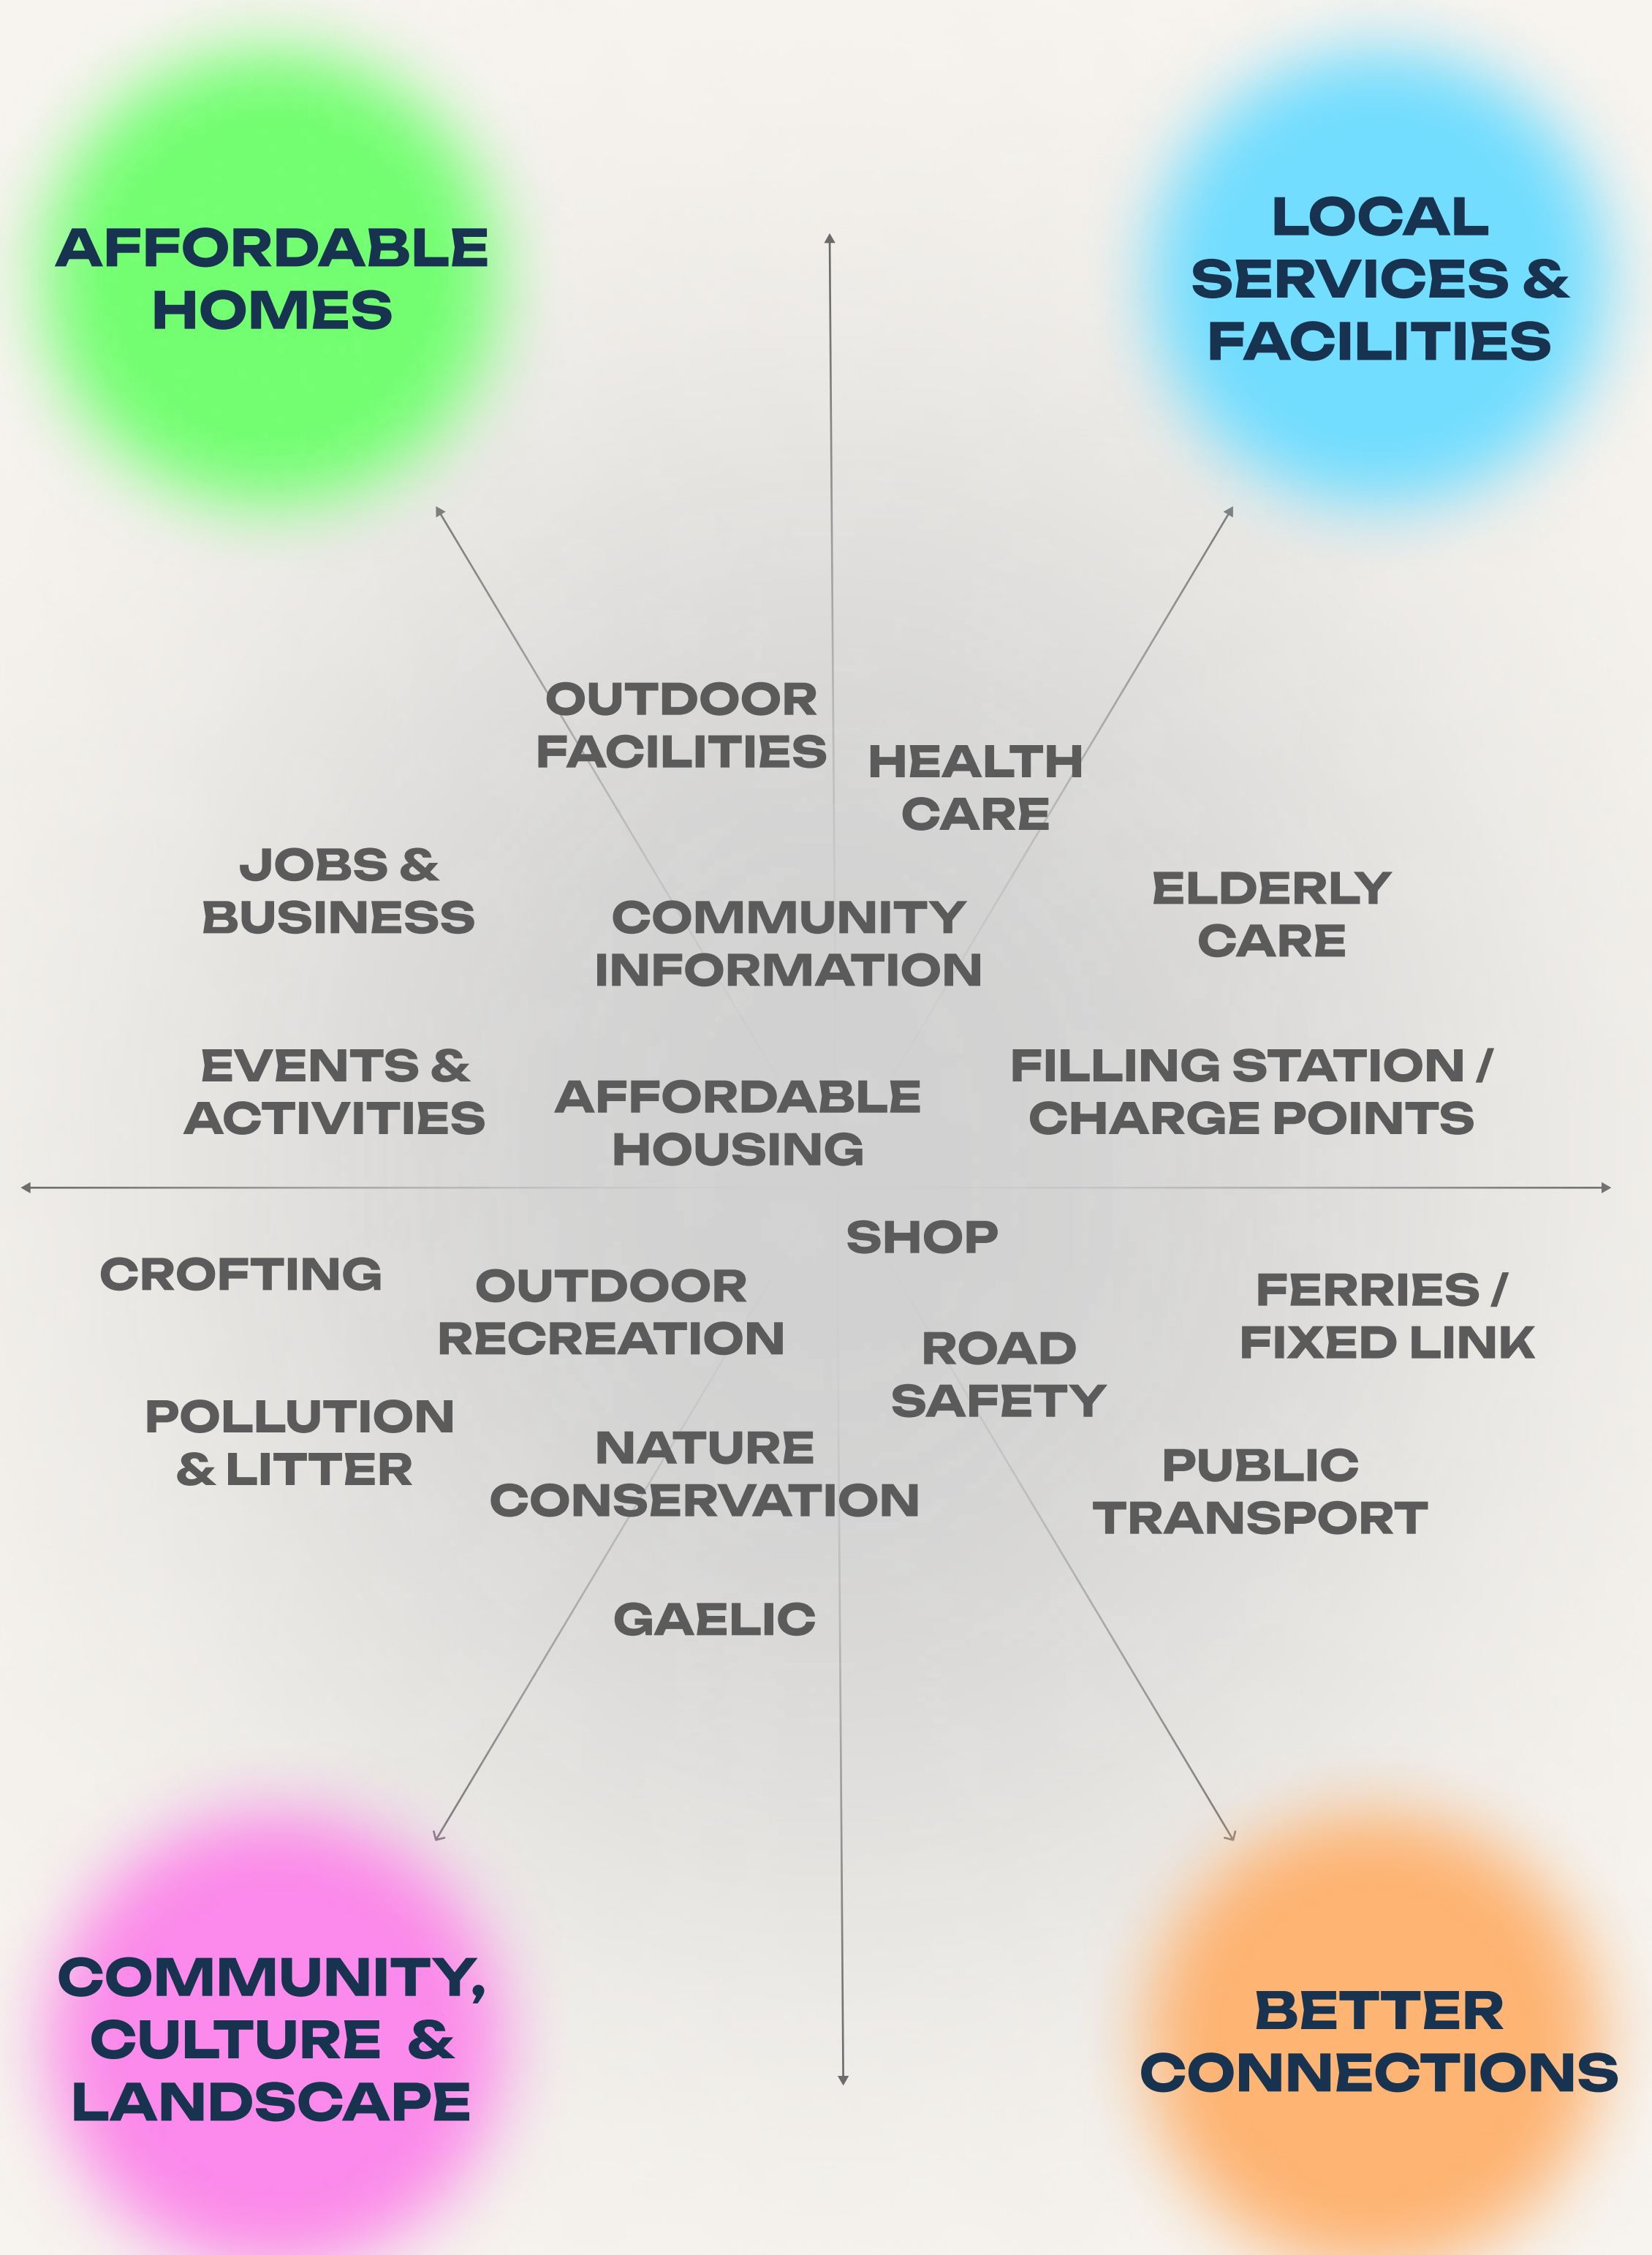 AFFORDABLE
HOMES
LOCAL
SERVICES &
FACILITIES
OUTDOOR
FACILITIES
HEALTH
CARE
JOBS &
BUSINESS
COMMUNITY
INFORMATION
ELDERLY
CARE
EVENTS &
ACTIVITIES
AFFORDABLE
HOUSING
FILLING STATION /
CHARGE POINTS
SHOP
CROFTING
OUTDOOR
RECREATION
FERRIES /
FIXED LINK
ROAD
SAFETY
POLLUTION
& LITTER
NATURE
CONSERVATION
PUBLIC
TRANSPORT
GAELIC
COMMUNITY,
CULTURE &
LANDSCAPE
BETTER
CONNECTIONS